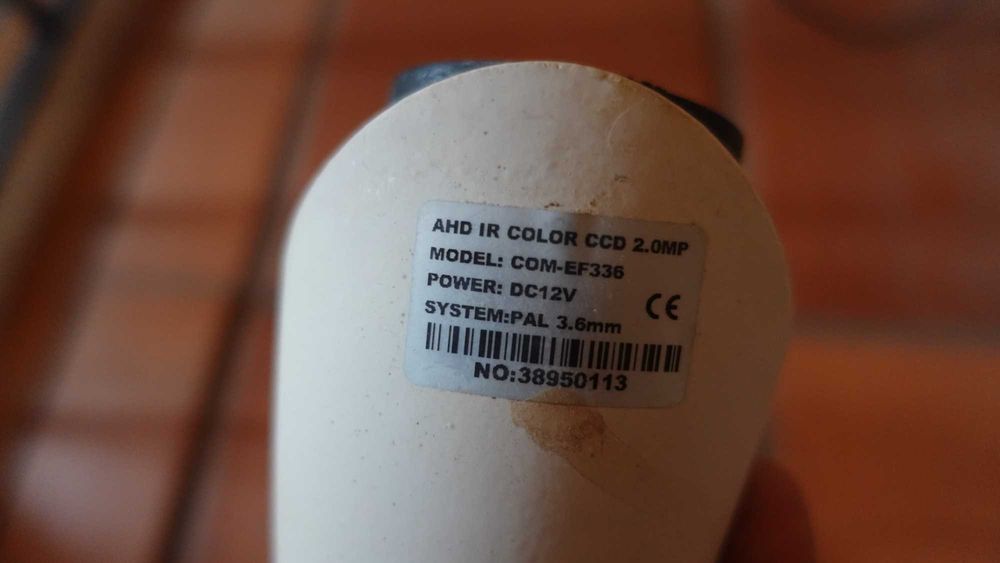 AHD IR COLOR CCD 2.0MP
MODEL: COM-EF336
POWER: DC12V
CE
SYSTEM:PAL 3.6mm
NO:38950113